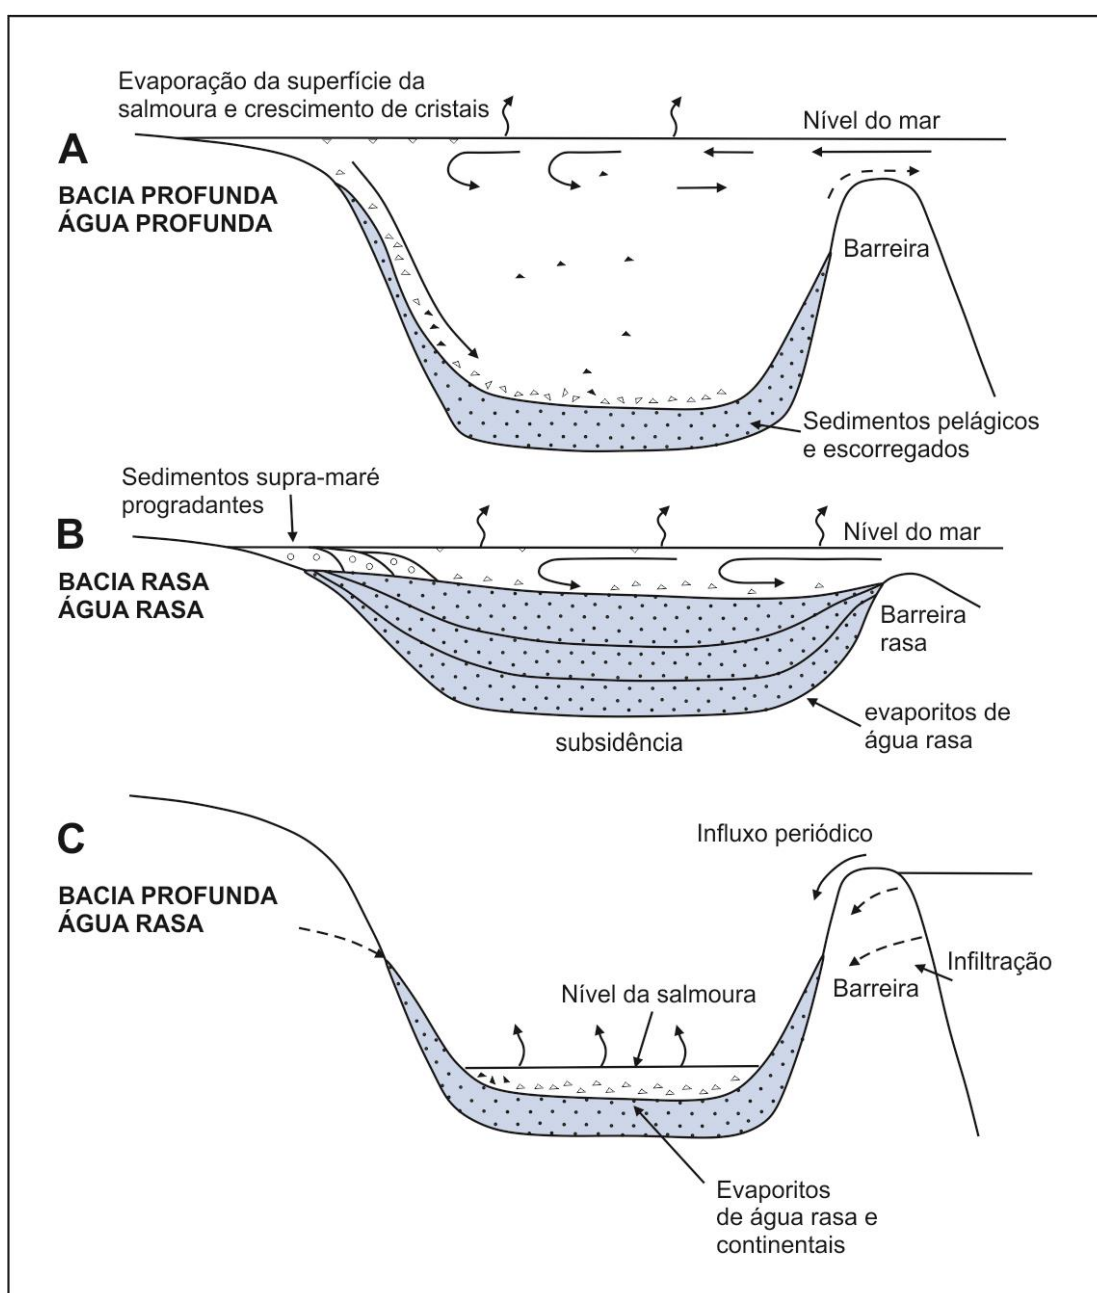 Evaporação da superfície da
salmoura e crescimento de cristais
Nível do mar
A
BACIA PROFUNDA
ÁGUA PROFUNDA
Barreira
Sedimentos pelágicos
e escorregados
Sedimentos supra-maré
progradantes
Nível do mar
B
BACIA RASA
ÁGUA RASA
Barreira
rasa
evaporitos de
água rasa
subsidência
C
Influxo periódico
BACIA PROFUNDA
ÁGUA RASA
Infiltração
Nível da salmoura
Barreira
Evaporitos
de água rasa e
continentais